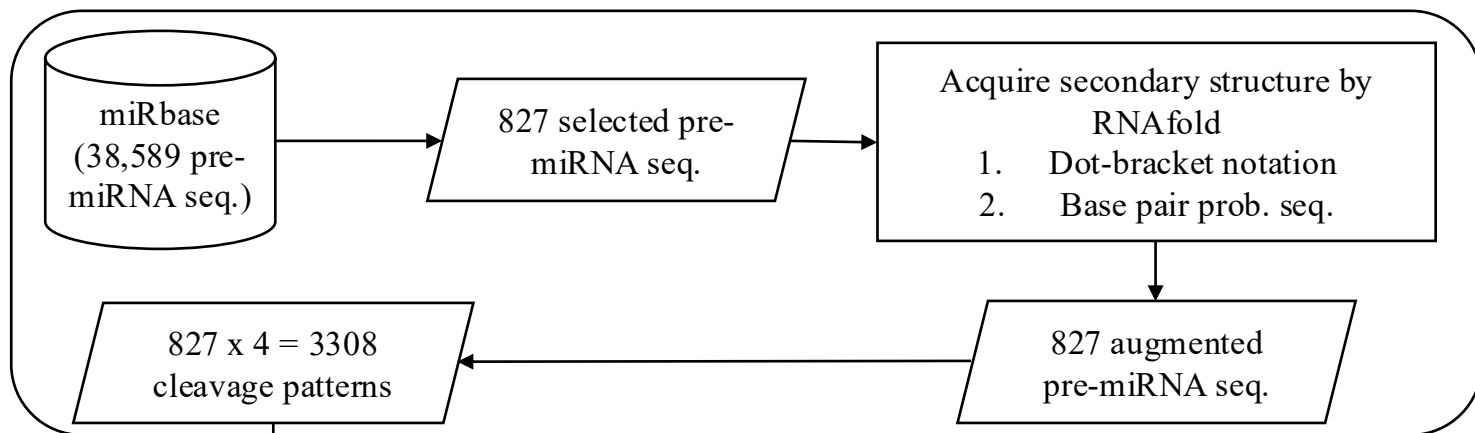 miRbase
(38,589 pre-
miRNA seq.)
827 selected pre-
miRNA seq.
Acquire secondary structure by
RNAfold
1. Dot-bracket notation
2. Base pair prob. seq.
827 augmented
pre-miRNA seq.
827 x 4 = 3308
cleavage patterns